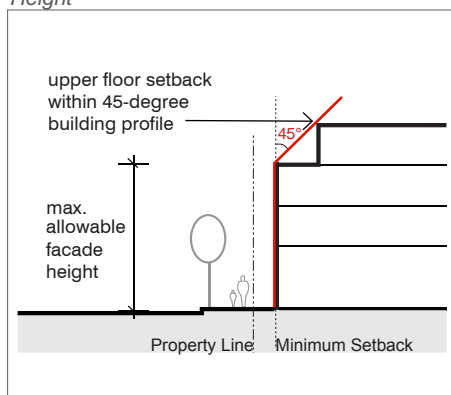 Height
upper floor setback
within 45-degree
building profile
45°
max.
allowable
facade
height
Property Line
Minimum Setback